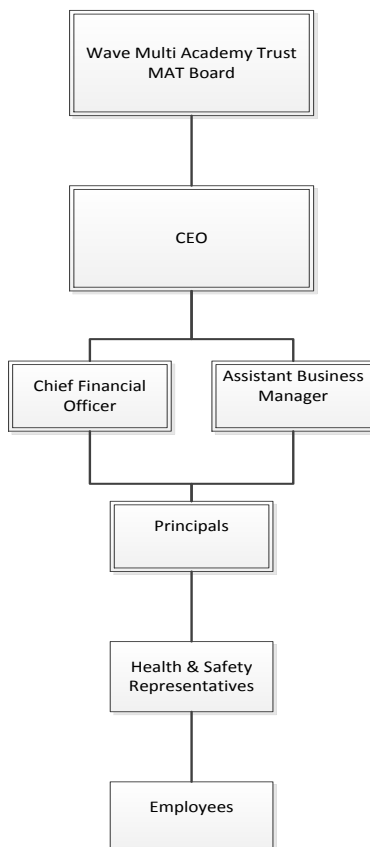 Wave Multi Academy Trust
MAT Board
CEO
Chief Financial
Officer
Assistant Business
Manager
Principals
Health & Safety
Representatives
Employees